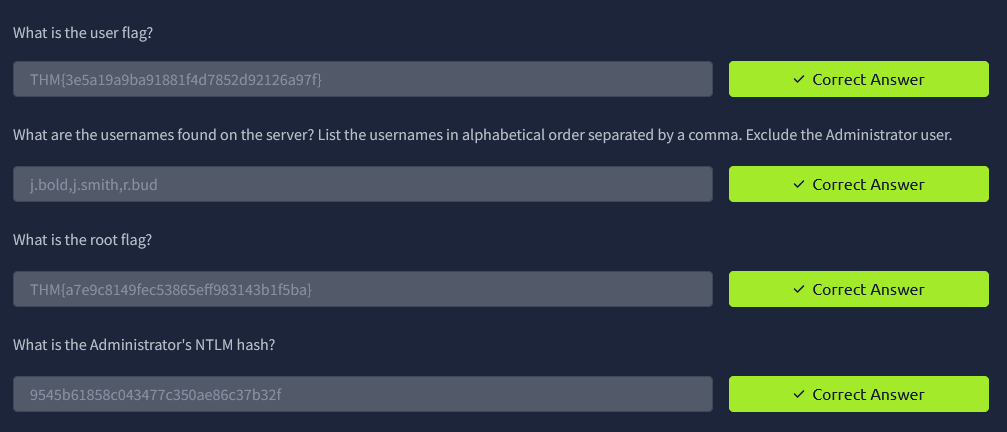 What is the user flag?
THM{3e5a19a9ba91881f4d7852d92126a97f}
✓ Correct Answer
What are the usernames found on the server? List the usernames in alphabetical order separated by a comma. Exclude the Administrator user.
j.bold,j.smith,r.bud
✓ Correct Answer
What is the root flag?
THM{a7e9c8149fec53865eff983143b1f5ba}
✓ Correct Answer
What is the Administrator's NTLM hash?
9545b61858c043477c350ae86c37b32f
✓ Correct Answer